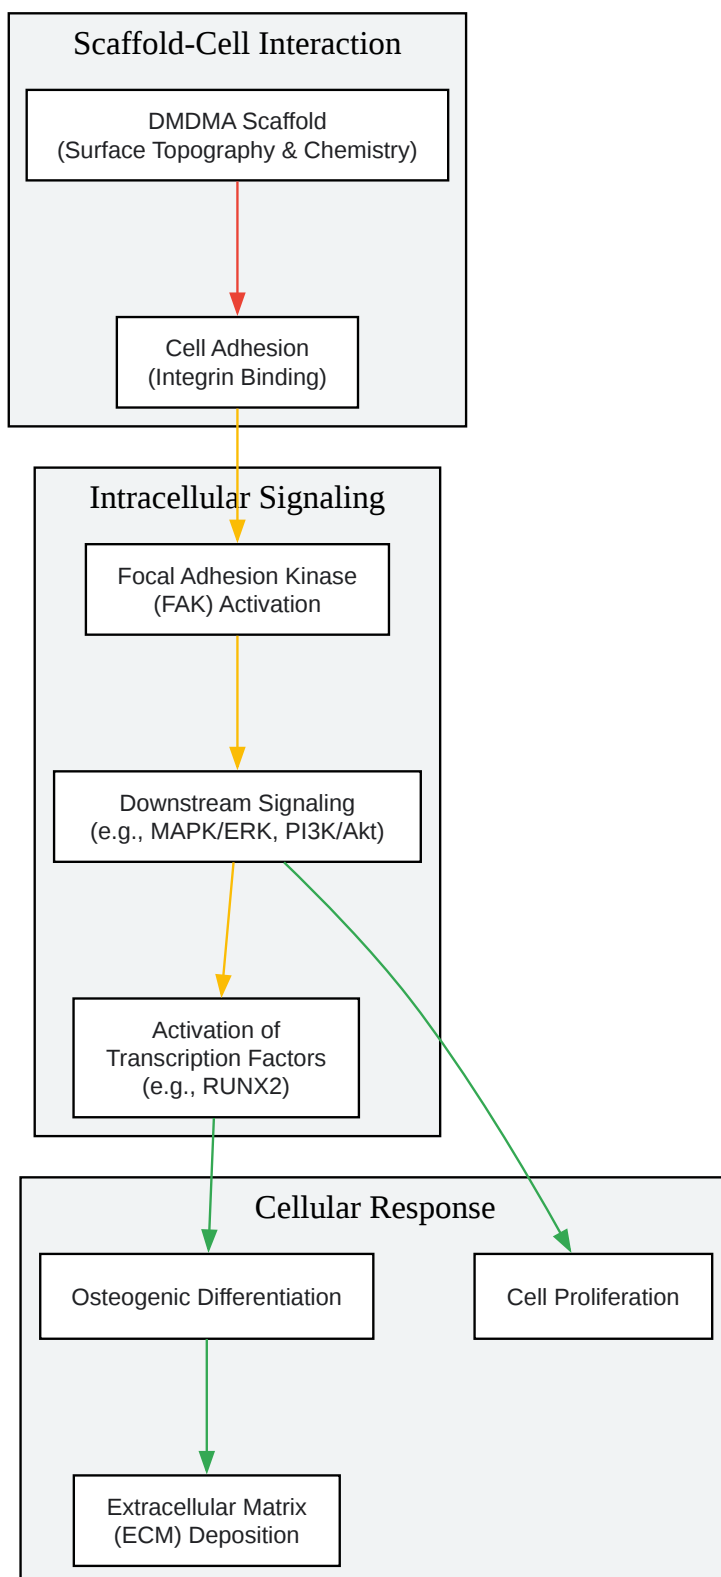 Scaffold-Cell Interaction
DMDMA Scaffold
(Surface Topography & Chemistry)
Cell Adhesion
(Integrin Binding)
Intracellular Signaling
Focal Adhesion Kinase
(FAK) Activation
Downstream Signaling
(e.g., MAPK/ERK, PI3K/Akt)
Activation of
Transcription Factors
(e.g., RUNX2)
Cellular Response
Osteogenic Differentiation
Cell Proliferation
Extracellular Matrix
(ECM) Deposition